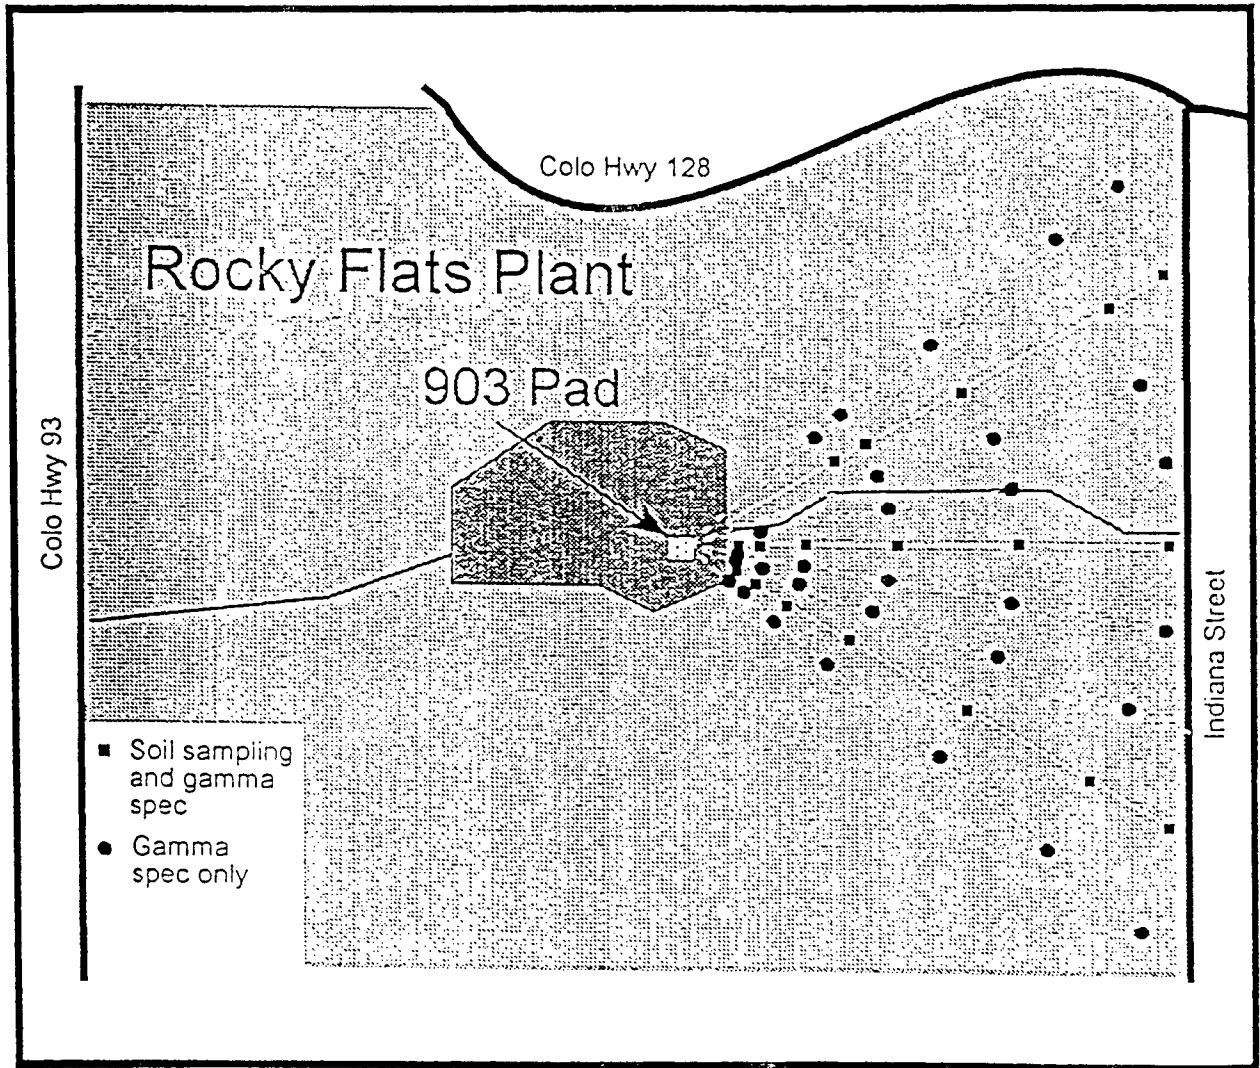 Colo Hwy 128
Rocky Flats Plant
903 Pad
Colo Hwy 93
Indiana Street
Soil sampling
and gamma
spec
Gamma
spec only